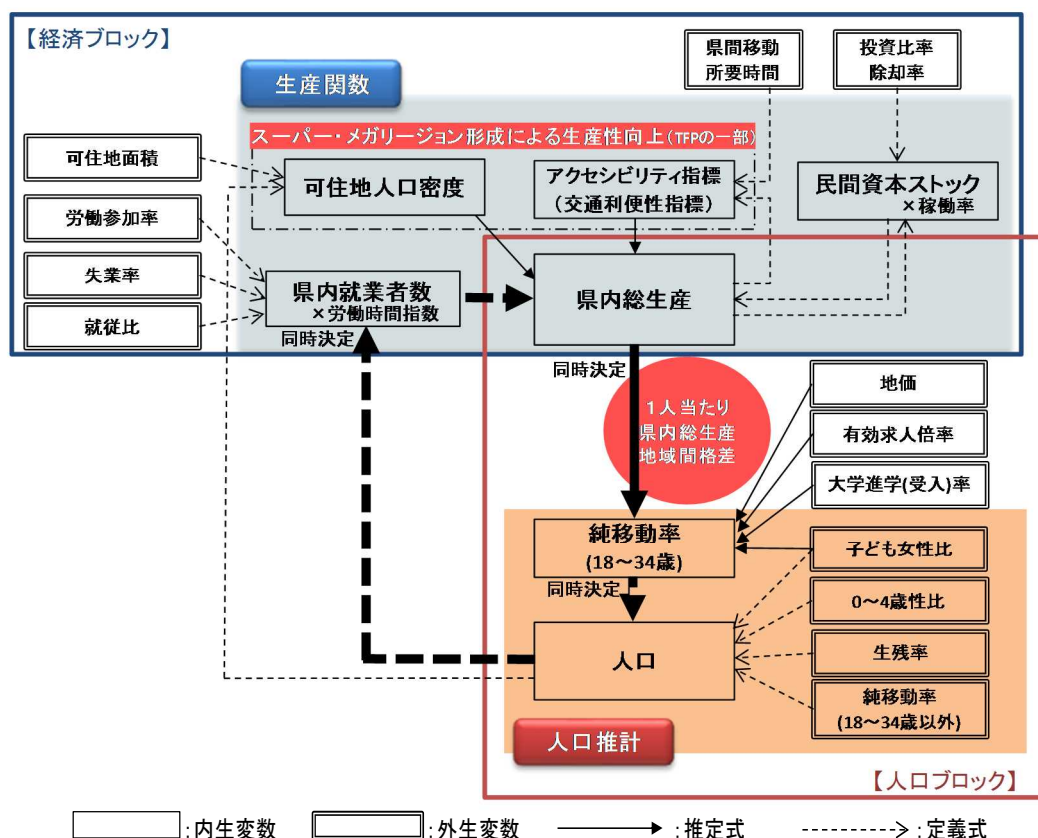 【経済ブロック】
県間移動
所要時間
投資比率
除却率
生産関数
スーパー・メガリージョン形成による生産性向上(TFPの一部)
可住地面積
可住地人口密度
アクセシビリティ指標
(交通利便性指標)
民間資本ストック
×稼働率
労働参加率
失業率
県内就業者数
×労働時間指数
県内総生産
就従比
同時決定
同時決定
1人当たり
県内総生産
地域間格差
地価
有効求人倍率
大学進学(受入)率
純移動率
(18～34歳)
子ども女性比
同時決定
0～4歳性比
人口
生残率
純移動率
(18～34歳以外)
人口推計
【人口ブロック】
:内生変数
:外生変数
:推定式
:定義式